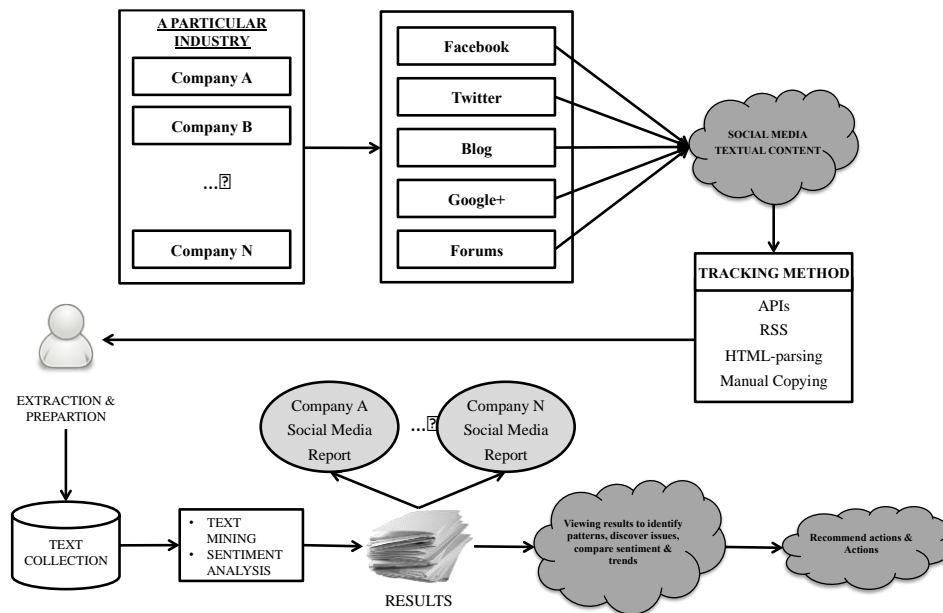 A PARTICULAR
INDUSTRY
Company A
Company B
...⍰
Company N
Facebook
Twitter
Blog
Google+
Forums
SOCIAL MEDIA
TEXTUAL CONTENT
TRACKING METHOD
APIs
RSS
HTML-parsing
Manual Copying
EXTRACTION &
PREPARTION
TEXT
COLLECTION
• TEXT
MINING
• SENTIMENT
ANALYSIS
Company A
Social Media
Report
...⍰
Company N
Social Media
Report
RESULTS
Viewing results to identify
patterns, discover issues,
compare sentiment &
trends
Recommend actions &
Actions